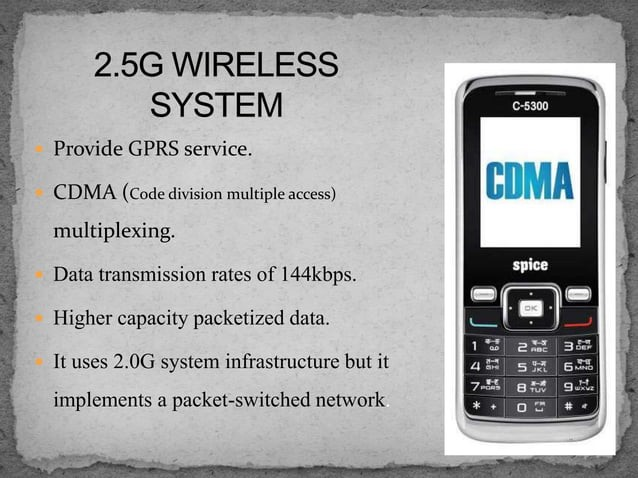 2.5G WIRELESS
SYSTEM
Provide GPRS service.
CDMA (Code division multiple access)
multiplexing.
Data transmission rates of 144kbps.
Higher capacity packetized data.
It uses 2.0G system infrastructure but it
implements a packet-switched network.
C-5300
CDMA
spice
OK
1 2 ABC 3 DEF
4 GHI 5 JKL 6 MNO
7 PQRS 8 TUV 9 WXYZ
* + 0 #